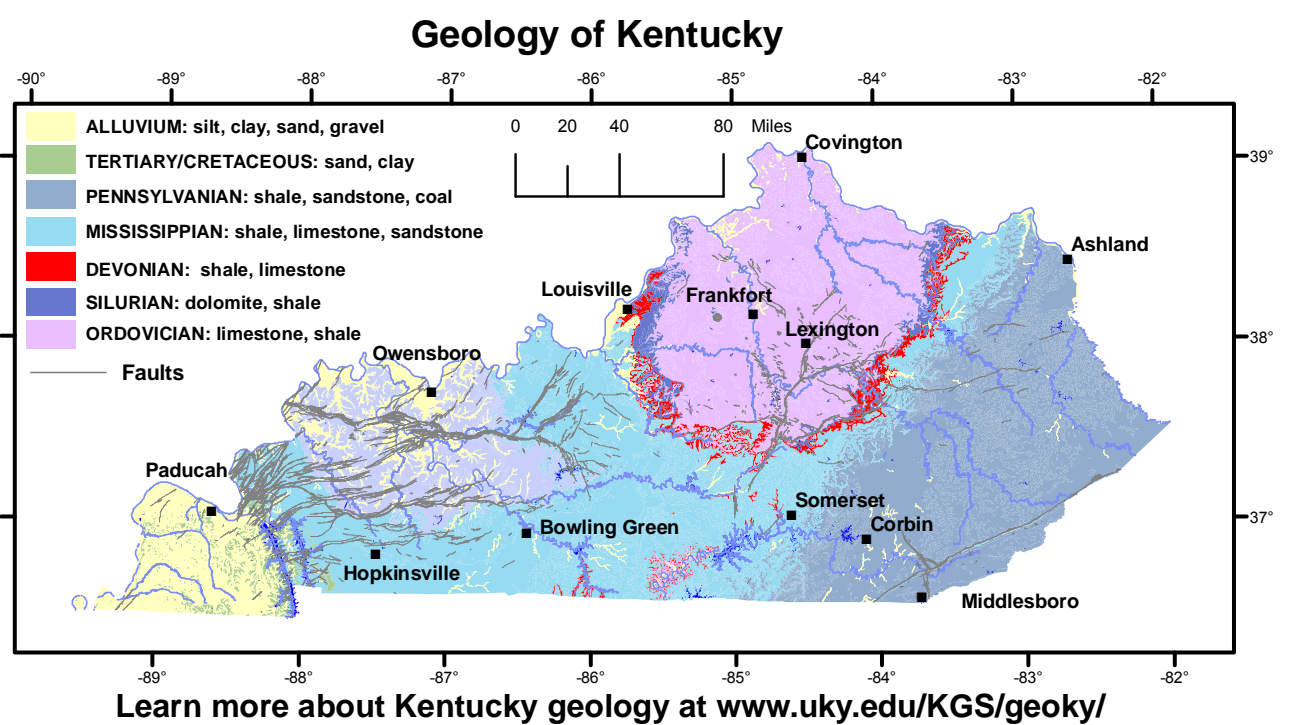 Geology of Kentucky
-90° -89° -88° -87° -86° -85° -84° -83° -82°
ALLUVIUM: silt, clay, sand, gravel
TERTIARY/CRETACEOUS: sand, clay
PENNSYLVANIAN: shale, sandstone, coal
MISSISSIPPIAN: shale, limestone, sandstone
DEVONIAN:  shale, limestone
SILURIAN: dolomite, shale
ORDOVICIAN: limestone, shale
Faults
0 20 40 80 Miles
Covington
39°
Ashland
Louisville
Frankfort
Lexington
38°
Owensboro
Paducah
Somerset
37°
Corbin
Bowling Green
Hopkinsville
Middlesboro
-89° -88° -87° -86° -85° -84° -83° -82°
Learn more about Kentucky geology at www.uky.edu/KGS/geoky/